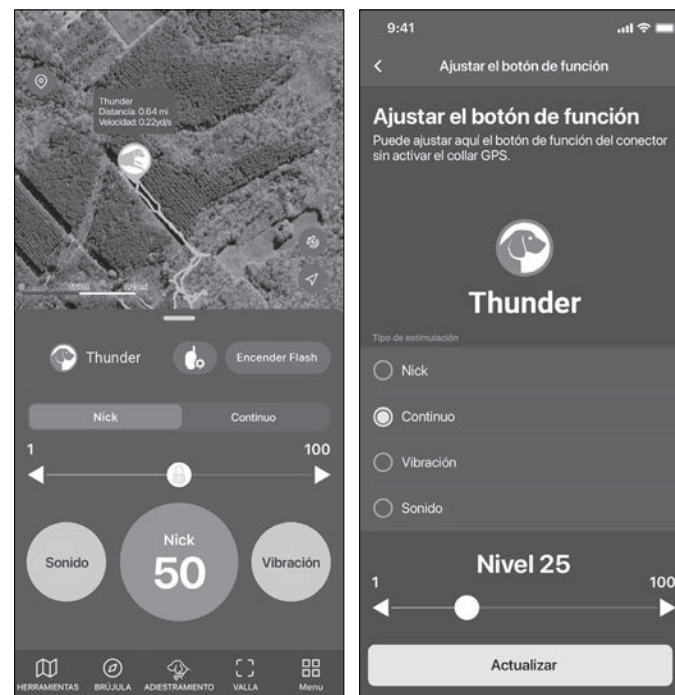 Thunder
Distancia: 0.64 mi
Velocidad: 0.22yd/s
Thunder
Encender Flash
Nick
Continuo
1
100
Sonido
Nick
50
Vibración
HERRAMIENTAS
BRÚJULA
ADIESTRAMIENTO
VALLA
Menu
9:41
Ajustar el botón de función
Ajustar el botón de función
Puede ajustar aquí el botón de función del conector
sin activar el collar GPS.
Thunder
Tipo de estimulación
Nick
Continuo
Vibración
Sonido
Nivel 25
1
100
Actualizar